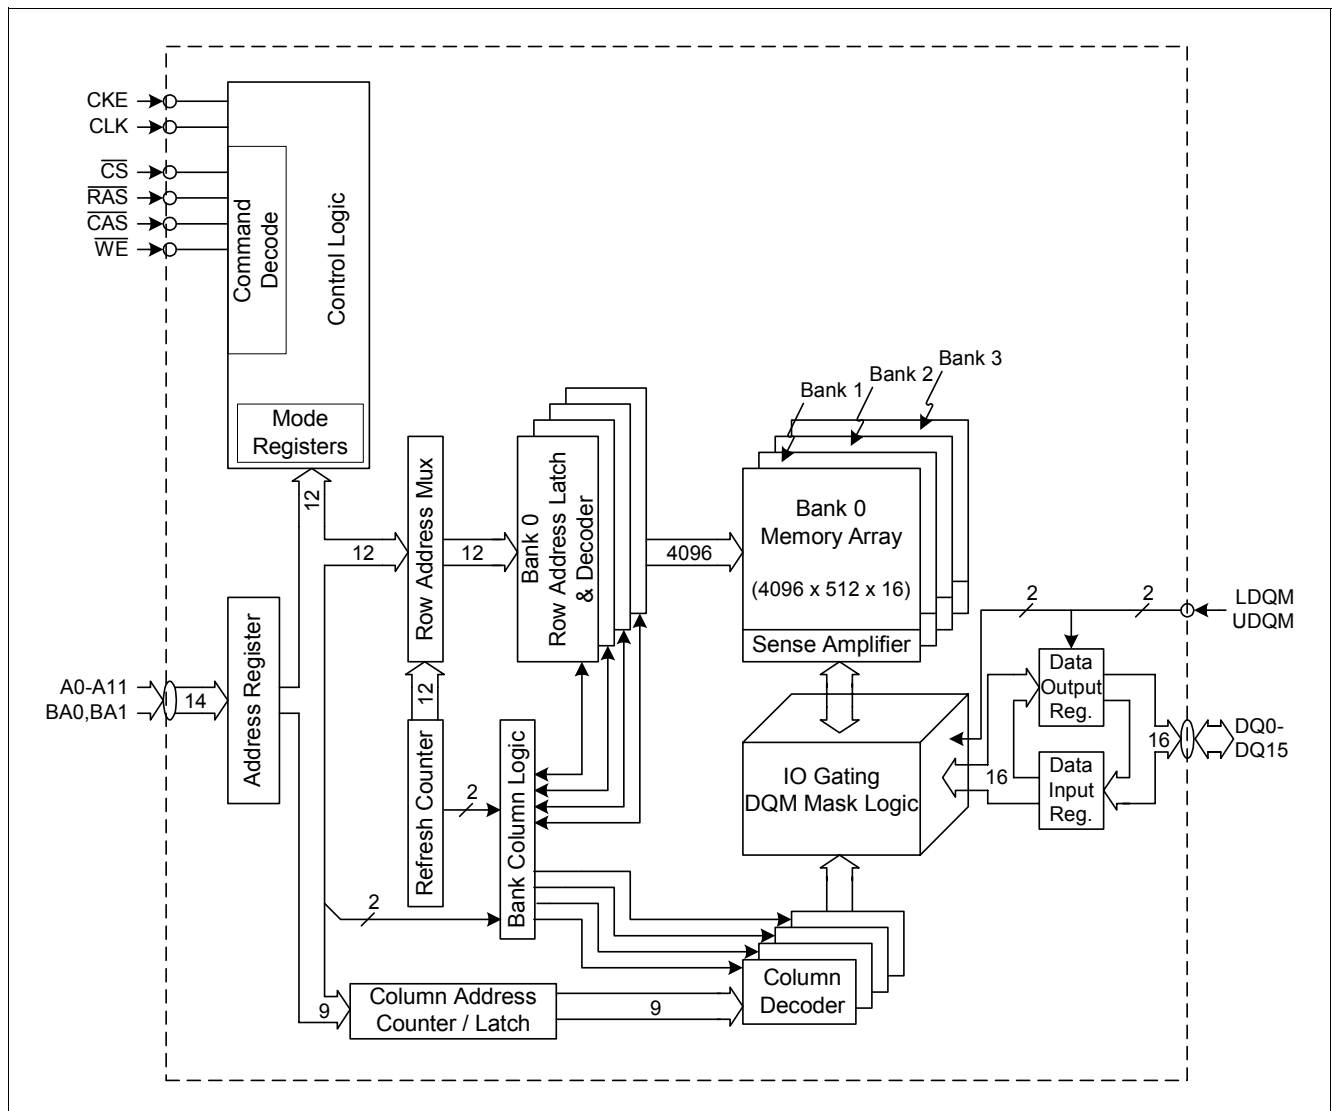 CKE
CLK
C̅S̅
R̅A̅S̅
C̅A̅S̅
W̅E̅
Command
Decode
Control Logic
Mode
Registers
12
12
Row Address Mux
12
Bank 0
Row Address Latch
& Decoder
4096
Bank 1
Bank 2
Bank 3
Bank 0
Memory Array
(4096 x 512 x 16)
Sense Amplifier
2
2
LDQM
UDQM
A0-A11
BA0,BA1
14
Address Register
12
Refresh Counter
2
Bank Column Logic
2
IO Gating
DQM Mask Logic
16
Data
Output
Reg.
Data
Input
Reg.
16
DQ0-
DQ15
9
Column Address
Counter / Latch
9
Column
Decoder